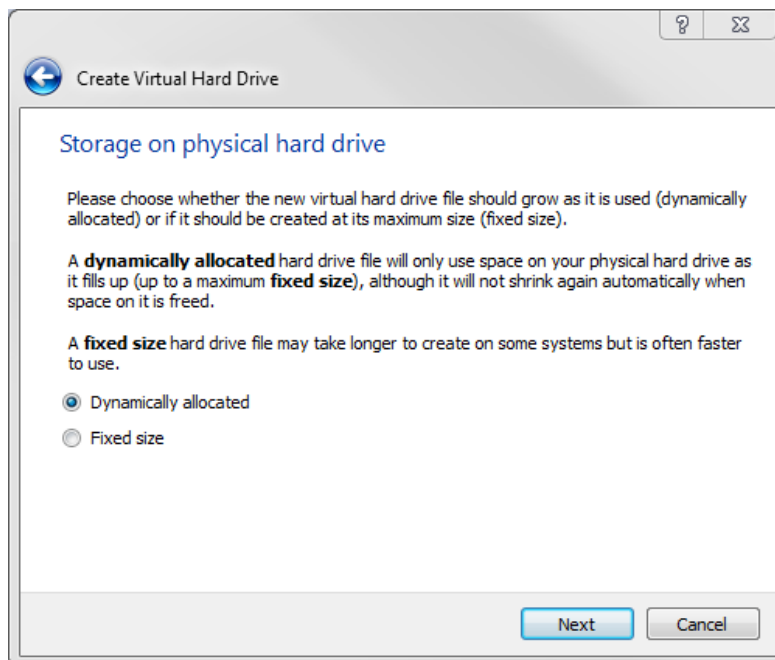 ?
Create Virtual Hard Drive
Storage on physical hard drive
Please choose whether the new virtual hard drive file should grow as it is used (dynamically
allocated) or if it should be created at its maximum size (fixed size).
A dynamically allocated hard drive file will only use space on your physical hard drive as
it fills up (up to a maximum fixed size), although it will not shrink again automatically when
space on it is freed.
A fixed size hard drive file may take longer to create on some systems but is often faster
to use.
Dynamically allocated
Fixed size
Next Cancel